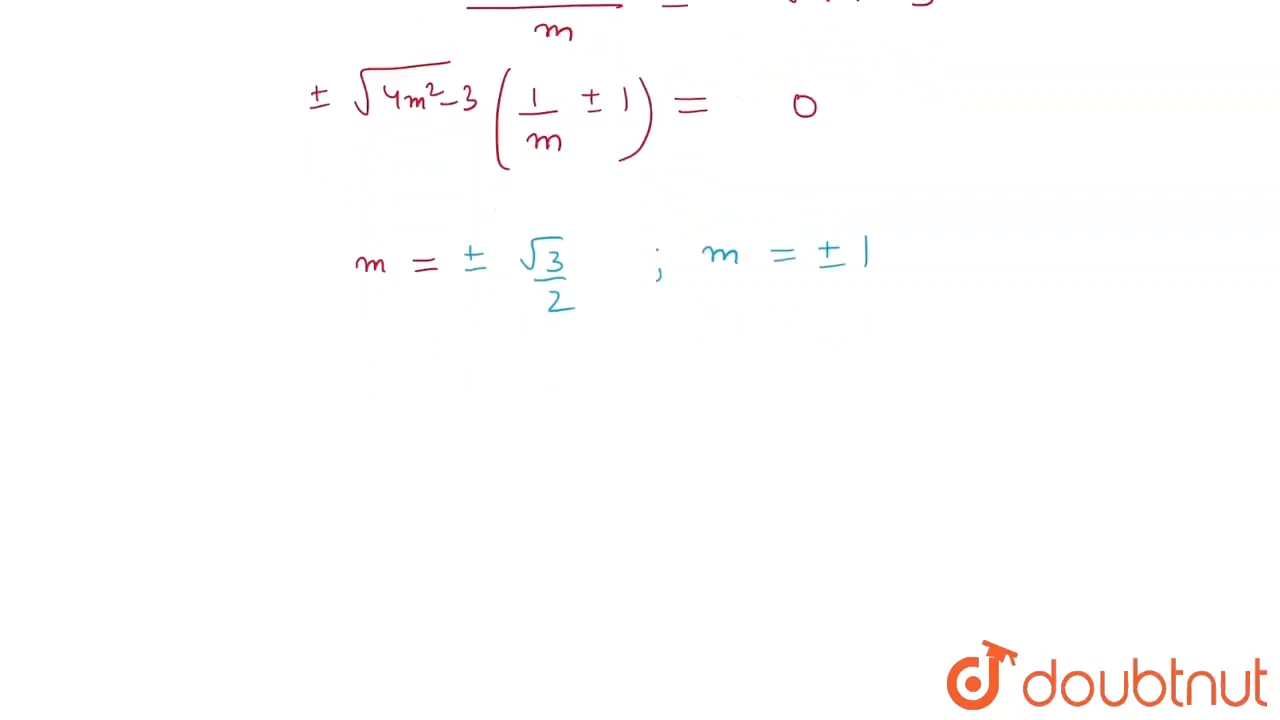 m
± √4m²-3 (1/m ± 1) = 0
m = ± √3/2 ; m = ± 1
doubtnut